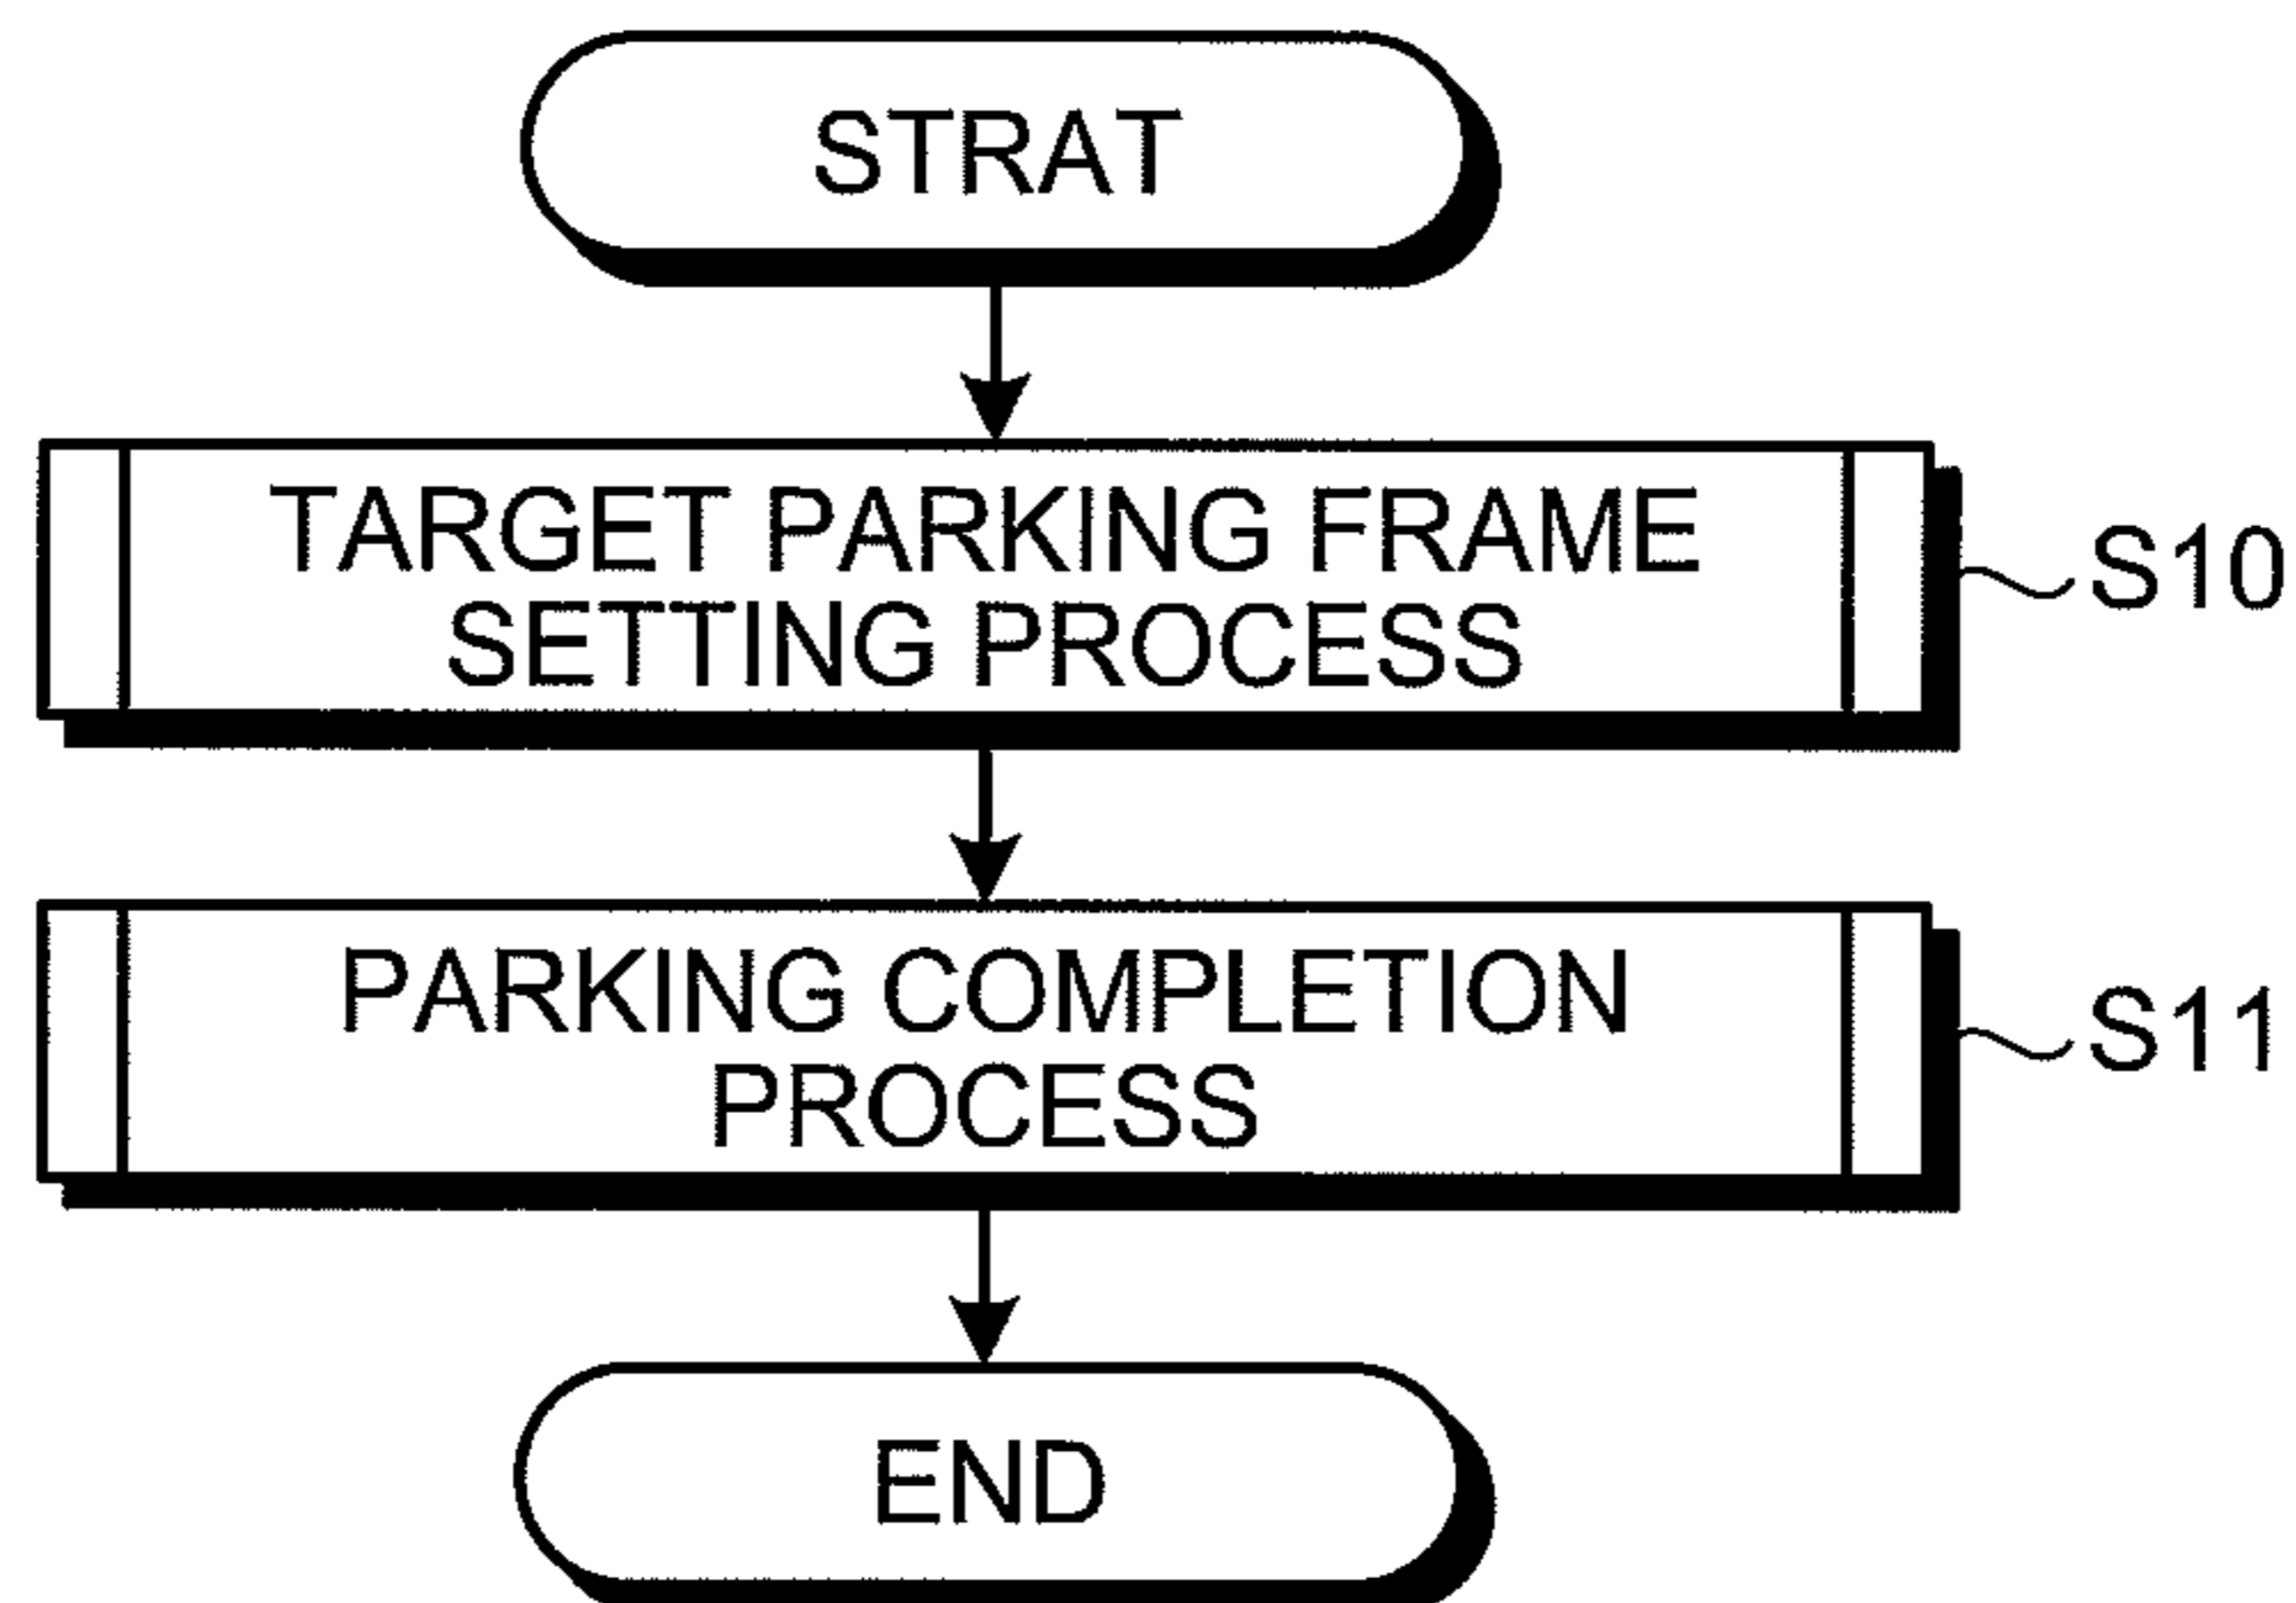 STRAT
TARGET PARKING FRAME
SETTING PROCESS
S10
PARKING COMPLETION
PROCESS
S11
END